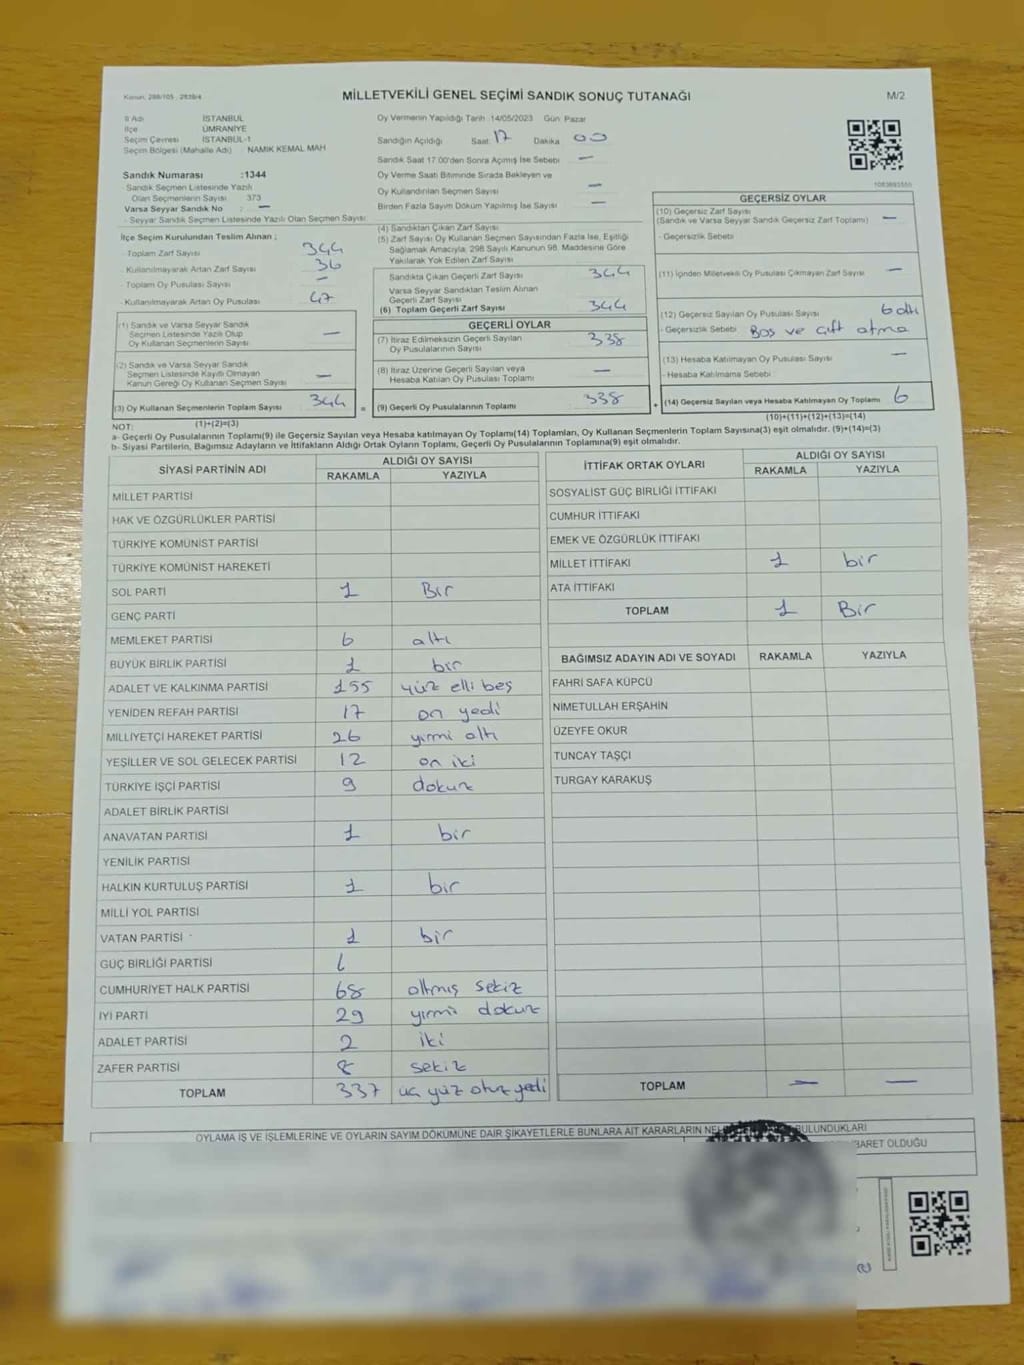 Kanun, 298/105 , 2839/4
MİLLETVEKİLİ GENEL SEÇİMİ SANDIK SONUÇ TUTANAĞI
M/2
İl Adı İSTANBUL
İlçe ÜMRANİYE
Seçim Çevresi İSTANBUL-1
Seçim Bölgesi (Mahalle Adı) : NAMIK KEMAL MAH
Sandık Numarası :1344
- Sandık Seçmen Listesinde Yazılı
Olan Seçmenlerin Sayısı 373
Varsa Seyyar Sandık No : —
- Seyyar Sandık Seçmen Listesinde Yazılı Olan Seçmen Sayısı
Oy Vermenin Yapıldığı Tarih :14/05/2023 Gün: Pazar
Sandığın Açıldığı Saat: 17 Dakika 00
Sandık Saat 17.00'den Sonra Açmış İse Sebebi —
Oy Verme Saati Bitiminde Sırada Bekleyen ve
Oy Kullandırılan Seçmen Sayısı —
Birden Fazla Sayım Döküm Yapılmış İse Sayısı —
1083693555
İlçe Seçim Kurulundan Teslim Alınan ;
- Toplam Zarf Sayısı 344
- Kullanılmayarak Artan Zarf Sayısı 36
- Toplam Oy Pusulası Sayısı —
- Kullanılmayarak Artan Oy Pusulası 47
(1) Sandık ve Varsa Seyyar Sandık
Seçmen Listesinde Yazılı Olup
Oy Kullanan Seçmenlerin Sayısı —
(2) Sandık ve Varsa Seyyar Sandık
Seçmen Listesinde Kayıtlı Olmayan
Kanun Gereği Oy Kullanan Seçmen Sayısı —
(3) Oy Kullanan Seçmenlerin Toplam Sayısı 344
(1)+(2)=(3)
(4) Sandıktan Çıkan Zarf Sayısı
(5) Zarf Sayısı Oy Kullanan Seçmen Sayısından Fazla İse, Eşitliği
Sağlamak Amacıyla, 298 Sayılı Kanunun 98. Maddesine Göre
Yakılarak Yok Edilen Zarf Sayısı
Sandıkta Çıkan Geçerli Zarf Sayısı 344
Varsa Seyyar Sandıktan Teslim Alınan
Geçerli Zarf Sayısı
(6) Toplam Geçerli Zarf Sayısı 344
GEÇERLİ OYLAR
(7) İtiraz Edilmeksizin Geçerli Sayılan
Oy Pusulalarının Sayısı 338
(8) İtiraz Üzerine Geçerli Sayılan veya
Hesaba Katılan Oy Pusulası Toplamı —
= (9) Geçerli Oy Pusulalarının Toplamı 338
GEÇERSİZ OYLAR
(10) Geçersiz Zarf Sayısı
(Sandık ve Varsa Seyyar Sandık Geçersiz Zarf Toplamı) —
- Geçersizlik Sebebi
(11) İçinden Milletvekili Oy Pusulası Çıkmayan Zarf Sayısı —
(12) Geçersiz Sayılan Oy Pusulası Sayısı 6 altı
- Geçersizlik Sebebi Boş ve çift atma
(13) Hesaba Katılmayan Oy Pusulası Sayısı —
- Hesaba Katılmama Sebebi
+ (14) Geçersiz Sayılan veya Hesaba Katılmayan Oy Toplamı 6
(10)+(11)+(12)+(13)=(14)
NOT:
a- Geçerli Oy Pusulalarının Toplamı(9) ile Geçersiz Sayılan veya Hesaba katılmayan Oy Toplamı(14) Toplamları, Oy Kullanan Seçmenlerin Toplam Sayısına(3) eşit olmalıdır. (9)+(14)=(3)
b- Siyasi Partilerin, Bağımsız Adayların ve İttifakların Aldığı Ortak Oyların Toplamı, Geçerli Oy Pusulalarının Toplamına(9) eşit olmalıdır.
SİYASİ PARTİNİN ADI ALDIĞI OY SAYISI
RAKAMLA YAZIYLA
MİLLET PARTİSİ
HAK VE ÖZGÜRLÜKLER PARTİSİ
TÜRKİYE KOMÜNİST PARTİSİ
TÜRKİYE KOMÜNİST HAREKETİ
SOL PARTİ 1 Bir
GENÇ PARTİ
MEMLEKET PARTİSİ 6 altı
BÜYÜK BİRLİK PARTİSİ 1 bir
ADALET VE KALKINMA PARTİSİ 155 yüz elli beş
YENİDEN REFAH PARTİSİ 17 on yedi
MİLLİYETÇİ HAREKET PARTİSİ 26 yirmi altı
YEŞİLLER VE SOL GELECEK PARTİSİ 12 on iki
TÜRKİYE İŞÇİ PARTİSİ 9 dokuz
ADALET BİRLİK PARTİSİ
ANAVATAN PARTİSİ 1 bir
YENİLİK PARTİSİ
HALKIN KURTULUŞ PARTİSİ 1 bir
MİLLİ YOL PARTİSİ
VATAN PARTİSİ 1 bir
GÜÇ BİRLİĞİ PARTİSİ
CUMHURİYET HALK PARTİSİ 68 altmış sekiz
İYİ PARTİ 29 yirmi dokuz
ADALET PARTİSİ 2 iki
ZAFER PARTİSİ 8 sekiz
TOPLAM 337 üç yüz otuz yedi
İTTİFAK ORTAK OYLARI ALDIĞI OY SAYISI
RAKAMLA YAZIYLA
SOSYALİST GÜÇ BİRLİĞİ İTTİFAKI
CUMHUR İTTİFAKI
EMEK VE ÖZGÜRLÜK İTTİFAKI
MİLLET İTTİFAKI 1 bir
ATA İTTİFAKI
TOPLAM 1 Bir
BAĞIMSIZ ADAYIN ADI VE SOYADI RAKAMLA YAZIYLA
FAHRİ SAFA KÜPCÜ
NİMETULLAH ERŞAHİN
ÜZEYFE OKUR
TUNCAY TAŞÇI
TURGAY KARAKUŞ
TOPLAM — —
OYLAMA İŞ VE İŞLEMLERİNE VE OYLARIN SAYIM DÖKÜMÜNE DAİR ŞİKAYETLERLE BUNLARA AİT KARARLARIN BULUNDUKLARI
OLDUĞU